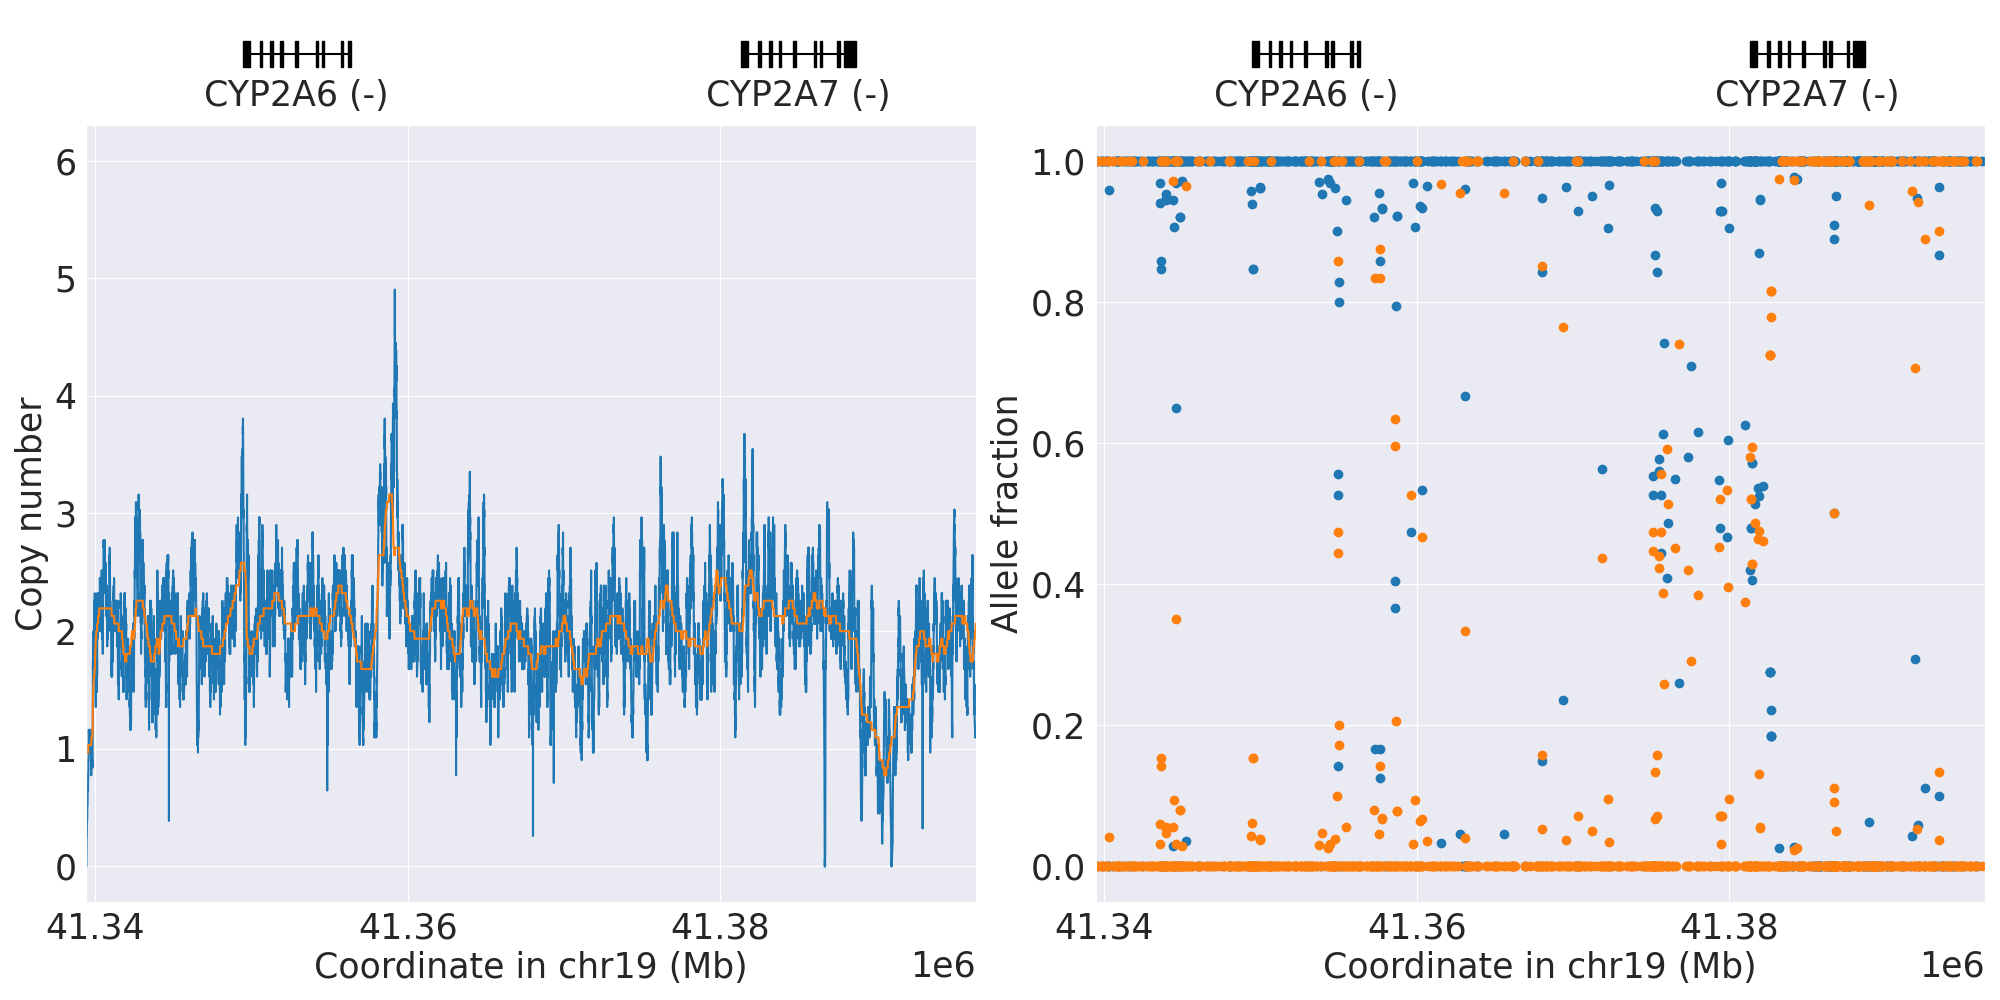 CYP2A6 (-)
CYP2A7 (-)
CYP2A6 (-)
CYP2A7 (-)
Copy number
6
5
4
3
2
1
0
41.34
41.36
41.38
Coordinate in chr19 (Mb)
1e6
Allele fraction
1.0
0.8
0.6
0.4
0.2
0.0
41.34
41.36
41.38
Coordinate in chr19 (Mb)
1e6